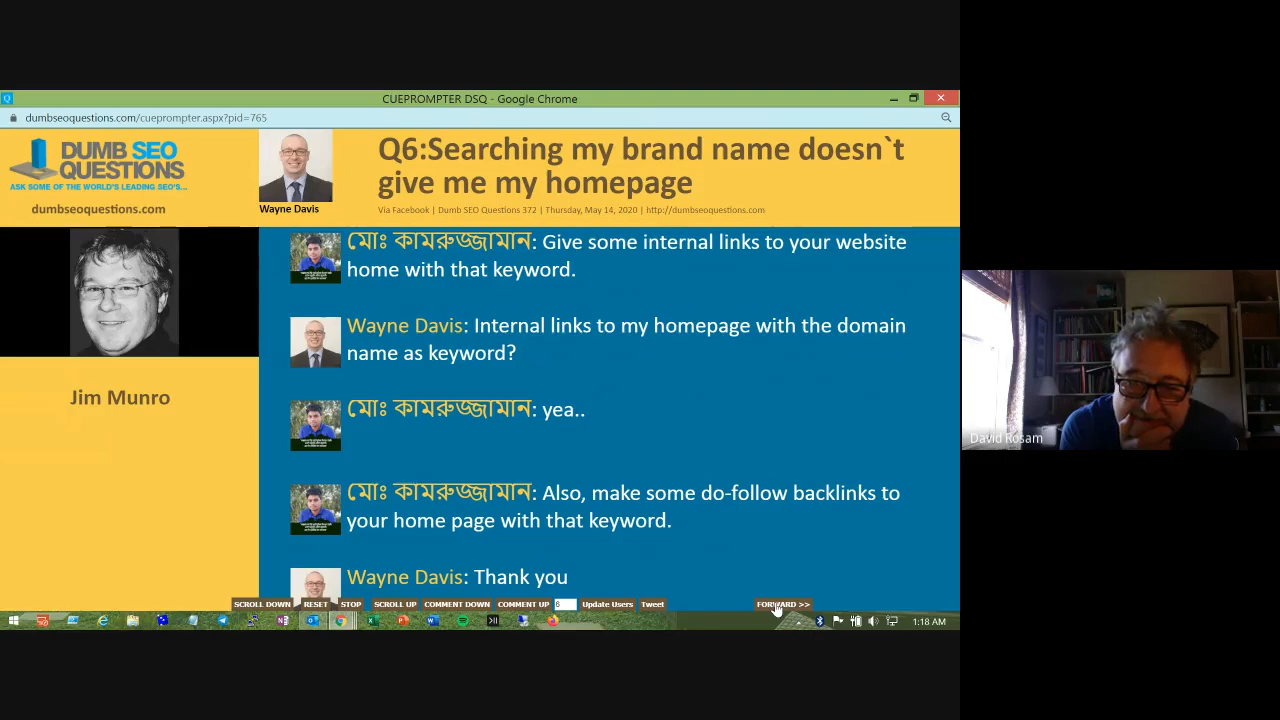 CUEPROMPTER DSQ - Google Chrome
dumbseoquestions.com/cueprompter.aspx?pid=765
DUMB SEO
QUESTIONS
ASK SOME OF THE WORLD'S LEADING SEO'S...
dumbseoquestions.com
Wayne Davis
Q6:Searching my brand name doesn`t
give me my homepage
Via Facebook | Dumb SEO Questions 372 | Thursday, May 14, 2020 | http://dumbseoquestions.com
Jim Munro
মোঃ কামরুজ্জামান: Give some internal links to your website
home with that keyword.
Wayne Davis: Internal links to my homepage with the domain
name as keyword?
মোঃ কামরুজ্জামান: yea..
মোঃ কামরুজ্জামান: Also, make some do-follow backlinks to
your home page with that keyword.
Wayne Davis: Thank you
SCROLL DOWN RESET STOP SCROLL UP COMMENT DOWN COMMENT UP 6 Update Users Tweet FORWARD >>
1:18 AM
David Rosam